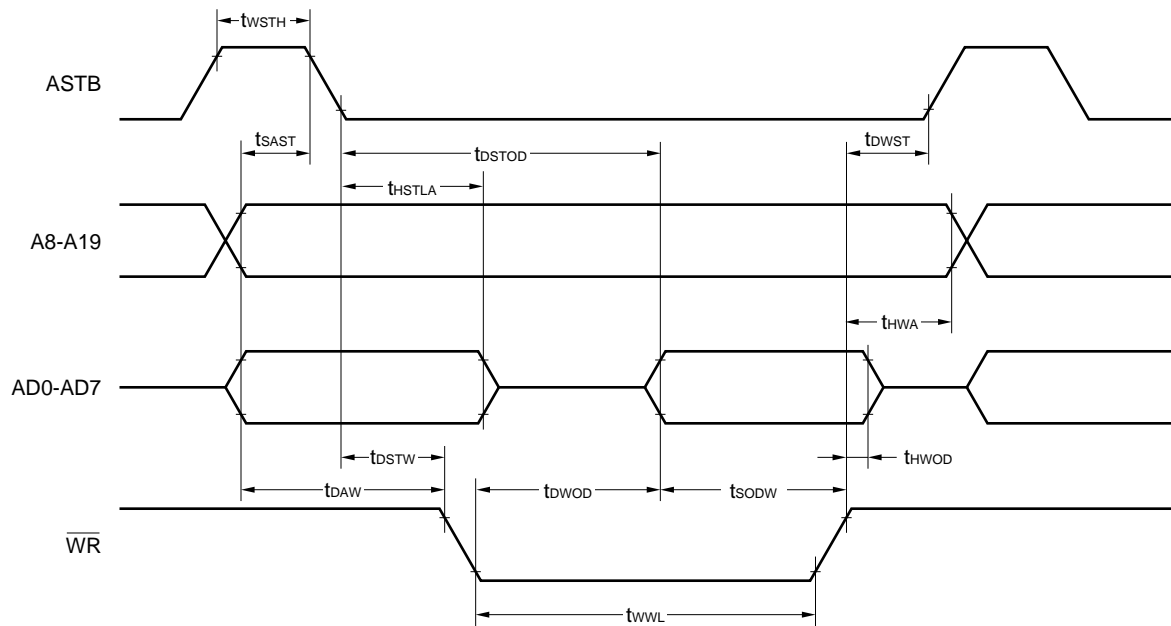 tWSTH
ASTB
tSAST
tDSTOD
tDWST
tHSTLA
A8-A19
tHWA
AD0-AD7
tDSTW
tHWOD
tDAW
tDWOD
tSODW
WR
tWWL